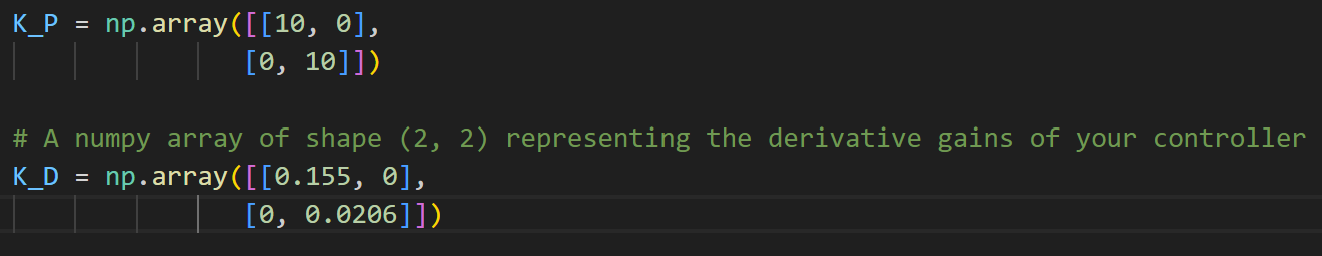 K_P = np.array([[10, 0],
[0, 10]])
# A numpy array of shape (2, 2) representing the derivative gains of your controller
K_D = np.array([[0.155, 0],
[0, 0.0206]])